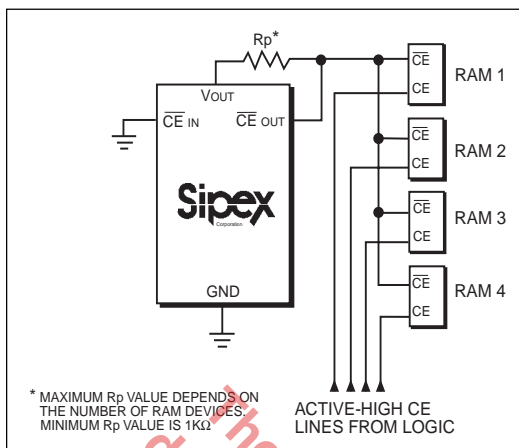 Rp*
VOUT
CE IN
CE OUT
Sipex
Corporation
GND
CE
CE
RAM 1
CE
CE
RAM 2
CE
CE
RAM 3
CE
CE
RAM 4
* MAXIMUM Rp VALUE DEPENDS ON
THE NUMBER OF RAM DEVICES.
MINIMUM Rp VALUE IS 1KΩ
ACTIVE-HIGH CE
LINES FROM LOGIC
The